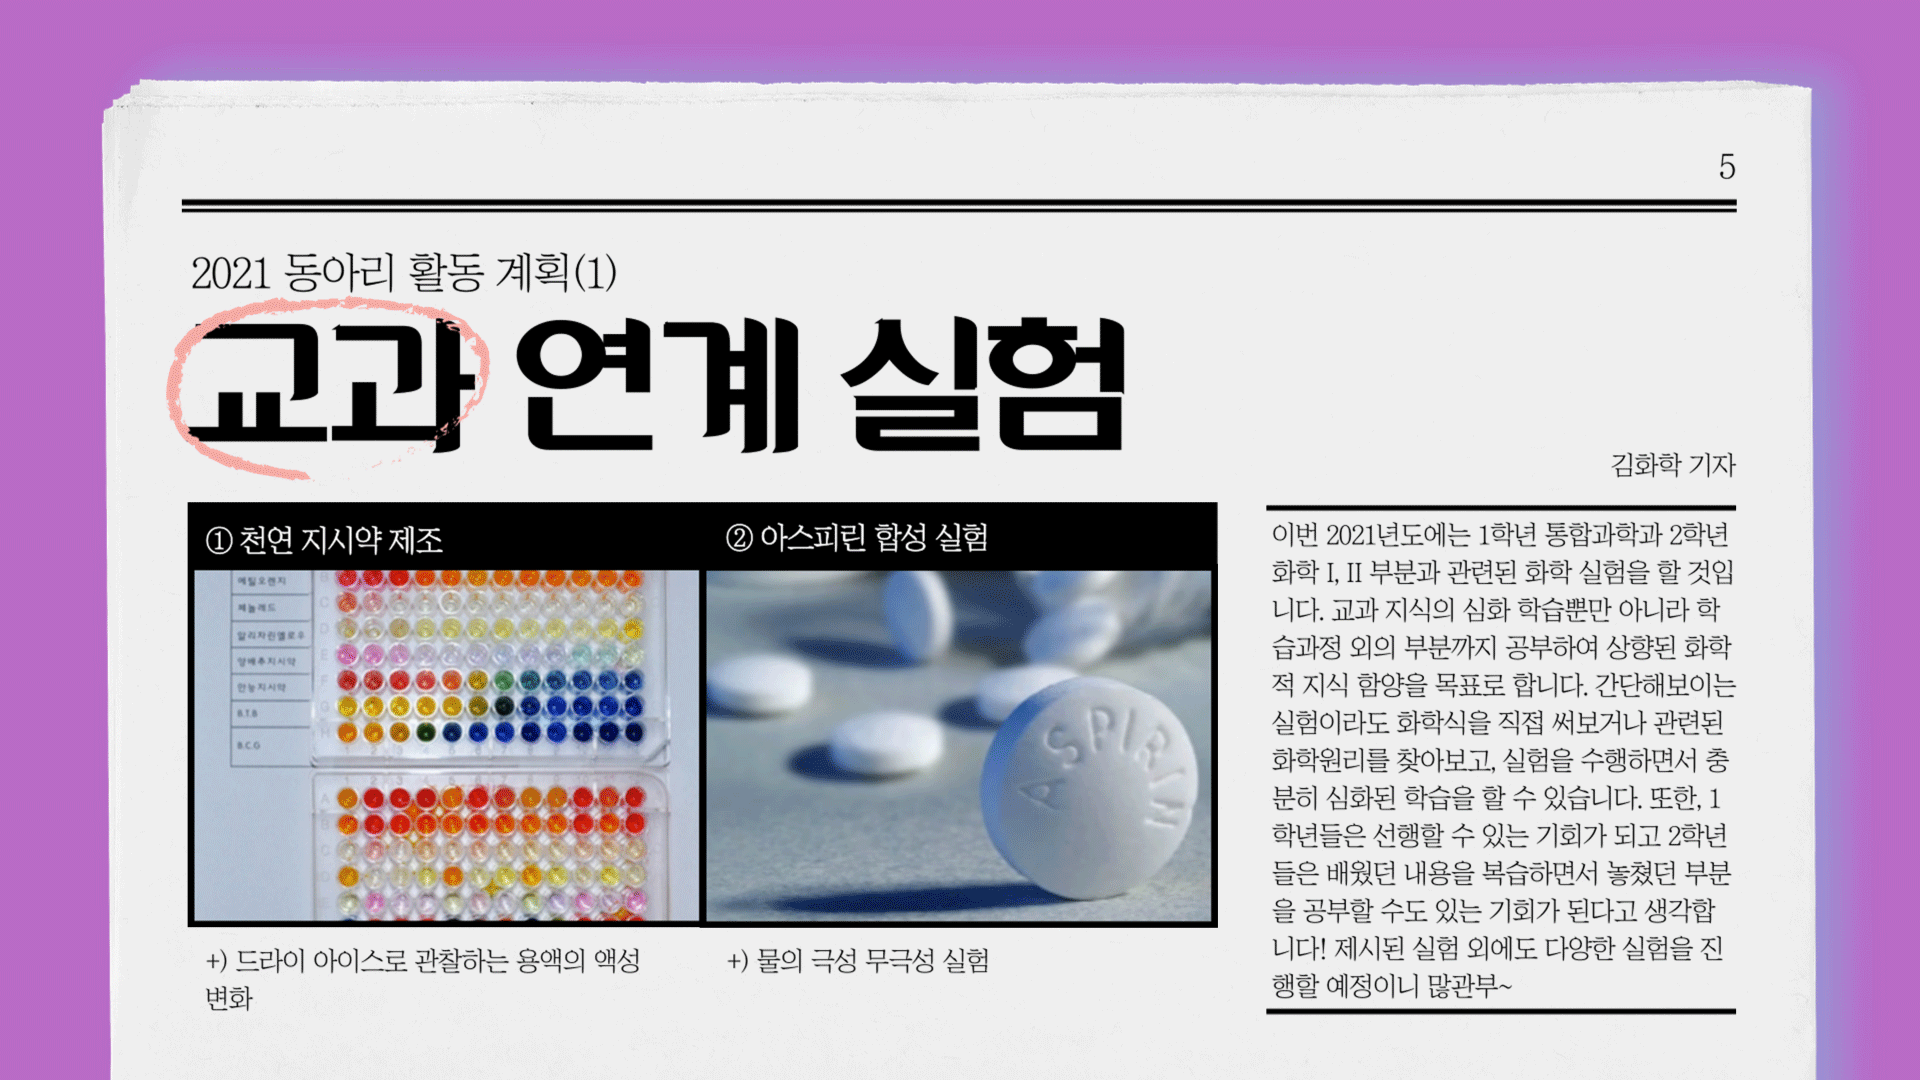 5
2021 동아리 활동 계획(1)
교과 연계 실험
김화학 기자
① 천연 지시약 제조
② 아스피린 합성 실험
메틸오렌지
페놀레드
알리자린옐로우
양배추지시약
만능지시약
B.T.B
B.C.G
ASPIRIN
+) 드라이 아이스로 관찰하는 용액의 액성
변화
+) 물의 극성 무극성 실험
이번 2021년도에는 1학년 통합과학과 2학년
화학 I, II 부분과 관련된 화학 실험을 할 것입
니다. 교과 지식의 심화 학습뿐만 아니라 학
습과정 외의 부분까지 공부하여 상향된 화학
적 지식 함양을 목표로 합니다. 간단해보이는
실험이라도 화학식을 직접 써보거나 관련된
화학원리를 찾아보고, 실험을 수행하면서 충
분히 심화된 학습을 할 수 있습니다. 또한, 1
학년들은 선행할 수 있는 기회가 되고 2학년
들은 배웠던 내용을 복습하면서 놓쳤던 부분
을 공부할 수도 있는 기회가 된다고 생각합
니다! 제시된 실험 외에도 다양한 실험을 진
행할 예정이니 많관부~